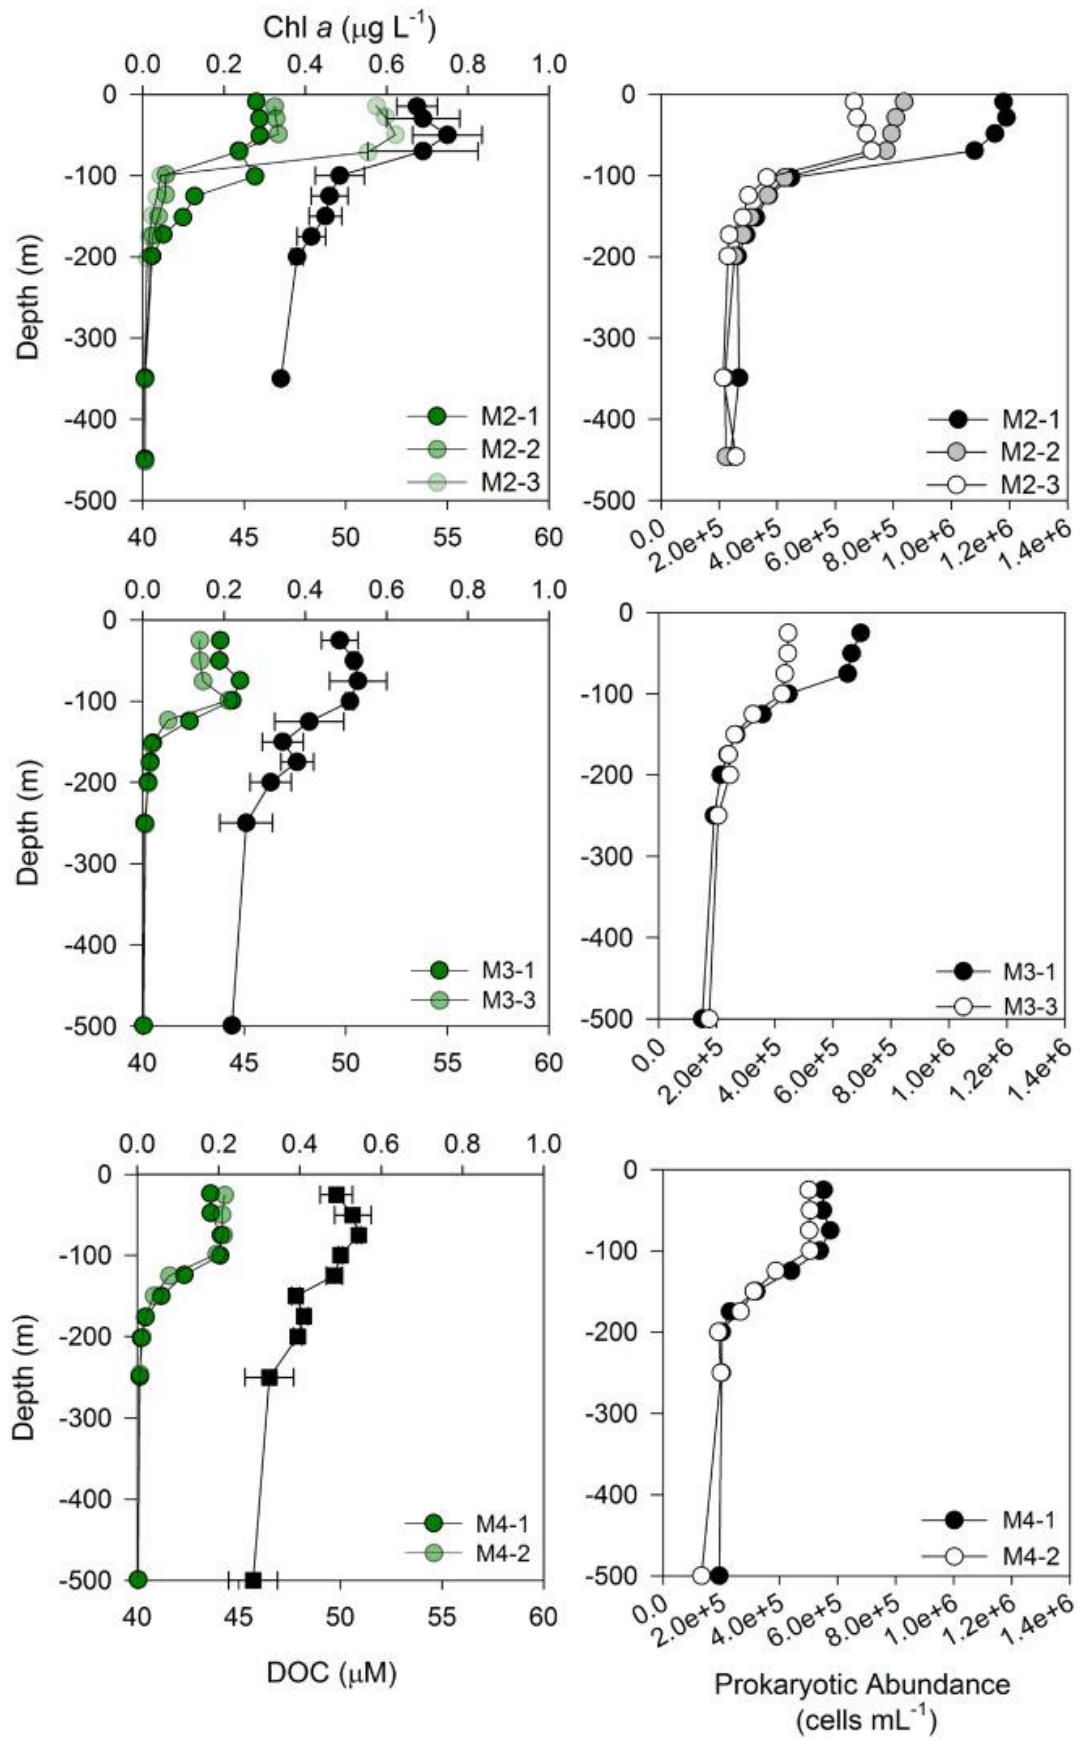 Chl a (μg L⁻¹)
0.0 0.2 0.4 0.6 0.8 1.0
0
-100
-200
-300
-400
-500
Depth (m)
M2-1
M2-2
M2-3
40 45 50 55 60
0
-100
-200
-300
-400
-500
M2-1
M2-2
M2-3
0.0 2.0e+5 4.0e+5 6.0e+5 8.0e+5 1.0e+6 1.2e+6 1.4e+6
0.0 0.2 0.4 0.6 0.8 1.0
0
-100
-200
-300
-400
-500
Depth (m)
M3-1
M3-3
40 45 50 55 60
0
-100
-200
-300
-400
-500
M3-1
M3-3
0.0 2.0e+5 4.0e+5 6.0e+5 8.0e+5 1.0e+6 1.2e+6 1.4e+6
0.0 0.2 0.4 0.6 0.8 1.0
0
-100
-200
-300
-400
-500
Depth (m)
M4-1
M4-2
40 45 50 55 60
DOC (μM)
0
-100
-200
-300
-400
-500
M4-1
M4-2
0.0 2.0e+5 4.0e+5 6.0e+5 8.0e+5 1.0e+6 1.2e+6 1.4e+6
Prokaryotic Abundance
(cells mL⁻¹)